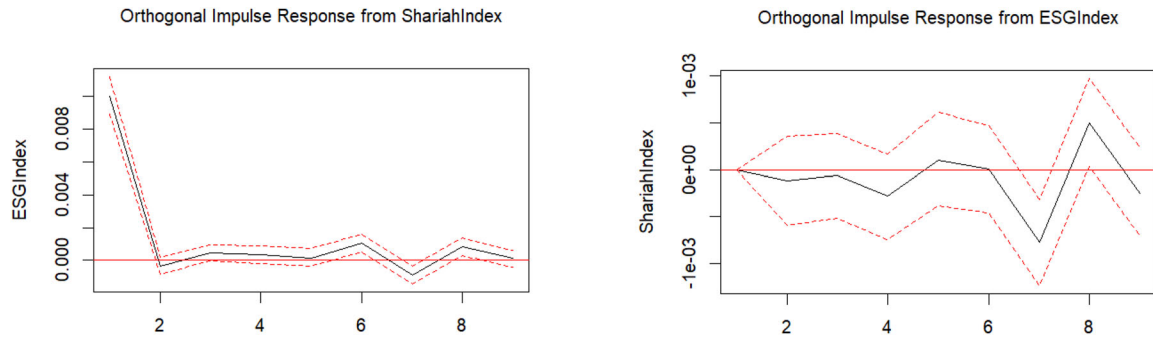 Orthogonal Impulse Response from ShariahIndex
ESGIndex
0.008
0.004
0.000
2 4 6 8
Orthogonal Impulse Response from ESGIndex
ShariahIndex
1e-03
0e+00
-1e-03
2 4 6 8